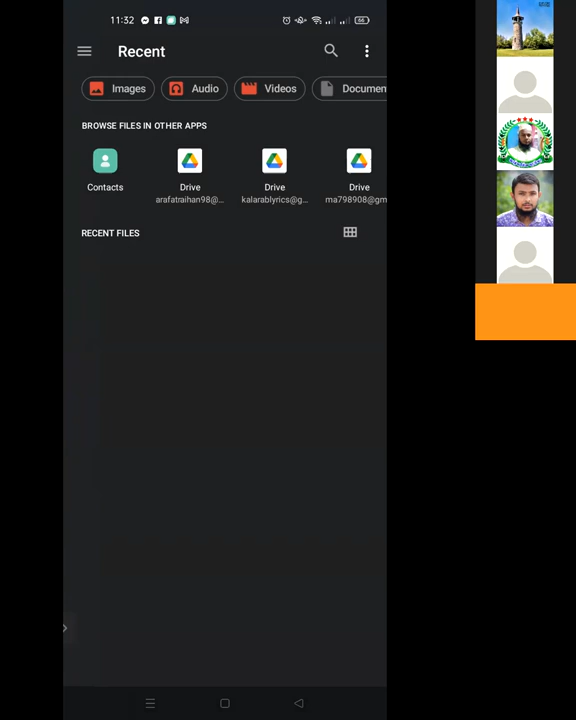 11:32
66
Recent
Images
Audio
Videos
Documen
BROWSE FILES IN OTHER APPS
Contacts
Drive
arafatraihan98@...
Drive
kalarablyrics@g...
Drive
ma798908@gm
RECENT FILES